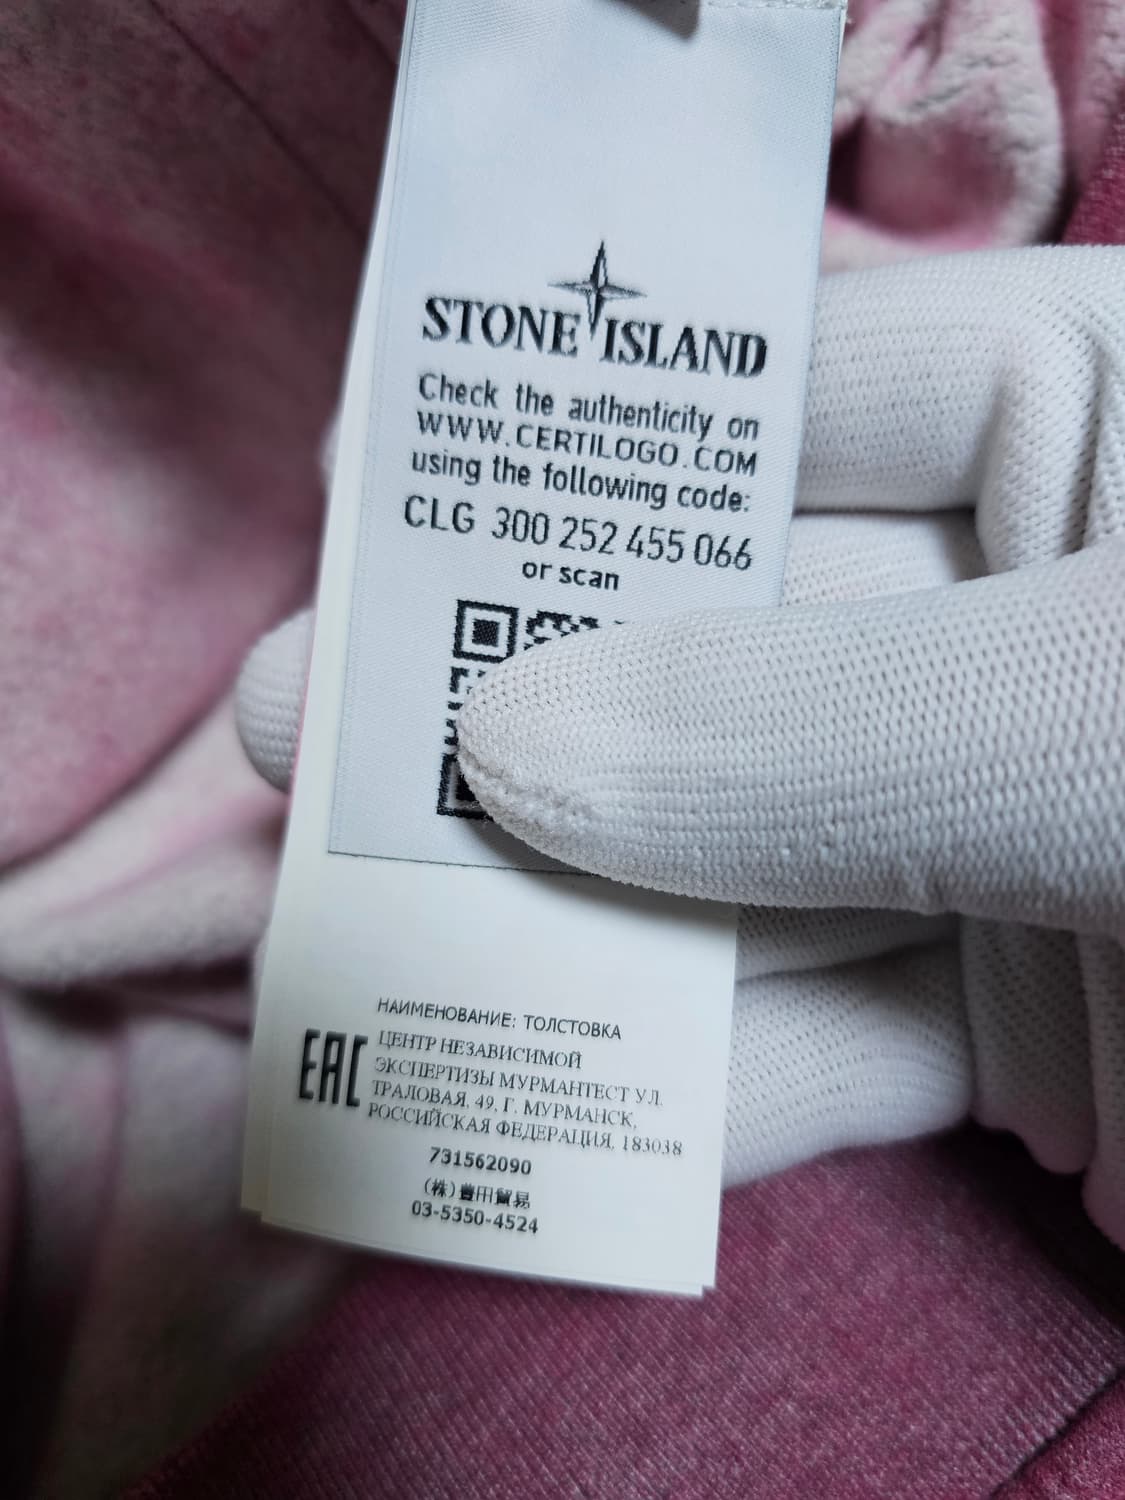 STONE ISLAND
Check the authenticity on
WWW.CERTILOGO.COM
using the following code:
CLG 300 252 455 066
or scan
НАИМЕНОВАНИЕ: ТОЛСТОВКА
EAC
ЦЕНТР НЕЗАВИСИМОЙ
ЭКСПЕРТИЗЫ МУРМАНТЕСТ УЛ.
ТРАЛОВАЯ, 49, Г. МУРМАНСК,
РОССИЙСКАЯ ФЕДЕРАЦИЯ, 183038
731562090
(株)豊田貿易
03-5350-4524